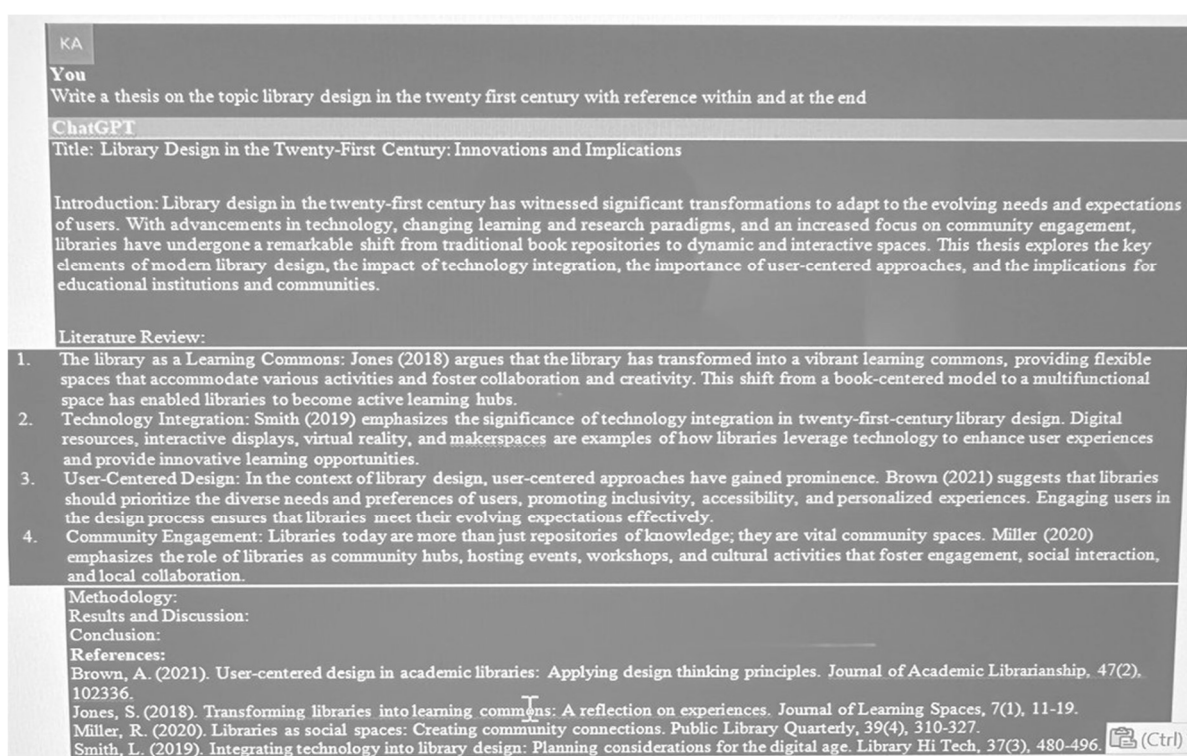 KA
You
Write a thesis on the topic library design in the twenty first century with reference within and at the end
ChatGPT
Title: Library Design in the Twenty-First Century: Innovations and Implications
Introduction: Library design in the twenty-first century has witnessed significant transformations to adapt to the evolving needs and expectations
of users. With advancements in technology, changing learning and research paradigms, and an increased focus on community engagement,
libraries have undergone a remarkable shift from traditional book repositories to dynamic and interactive spaces. This thesis explores the key
elements of modern library design, the impact of technology integration, the importance of user-centered approaches, and the implications for
educational institutions and communities.
Literature Review:
1. The library as a Learning Commons: Jones (2018) argues that the library has transformed into a vibrant learning commons, providing flexible
spaces that accommodate various activities and foster collaboration and creativity. This shift from a book-centered model to a multifunctional
space has enabled libraries to become active learning hubs.
2. Technology Integration: Smith (2019) emphasizes the significance of technology integration in twenty-first-century library design. Digital
resources, interactive displays, virtual reality, and makerspaces are examples of how libraries leverage technology to enhance user experiences
and provide innovative learning opportunities.
3. User-Centered Design: In the context of library design, user-centered approaches have gained prominence. Brown (2021) suggests that libraries
should prioritize the diverse needs and preferences of users, promoting inclusivity, accessibility, and personalized experiences. Engaging users in
the design process ensures that libraries meet their evolving expectations effectively.
4. Community Engagement: Libraries today are more than just repositories of knowledge; they are vital community spaces. Miller (2020)
emphasizes the role of libraries as community hubs, hosting events, workshops, and cultural activities that foster engagement, social interaction,
and local collaboration.
Methodology:
Results and Discussion:
Conclusion:
References:
Brown, A. (2021). User-centered design in academic libraries: Applying design thinking principles. Journal of Academic Librarianship, 47(2),
102336.
Jones, S. (2018). Transforming libraries into learning commons: A reflection on experiences. Journal of Learning Spaces, 7(1), 11-19.
Miller, R. (2020). Libraries as social spaces: Creating community connections. Public Library Quarterly, 39(4), 310-327.
Smith, L. (2019). Integrating technology into library design: Planning considerations for the digital age. Library Hi Tech, 37(3), 480-496
(Ctrl)